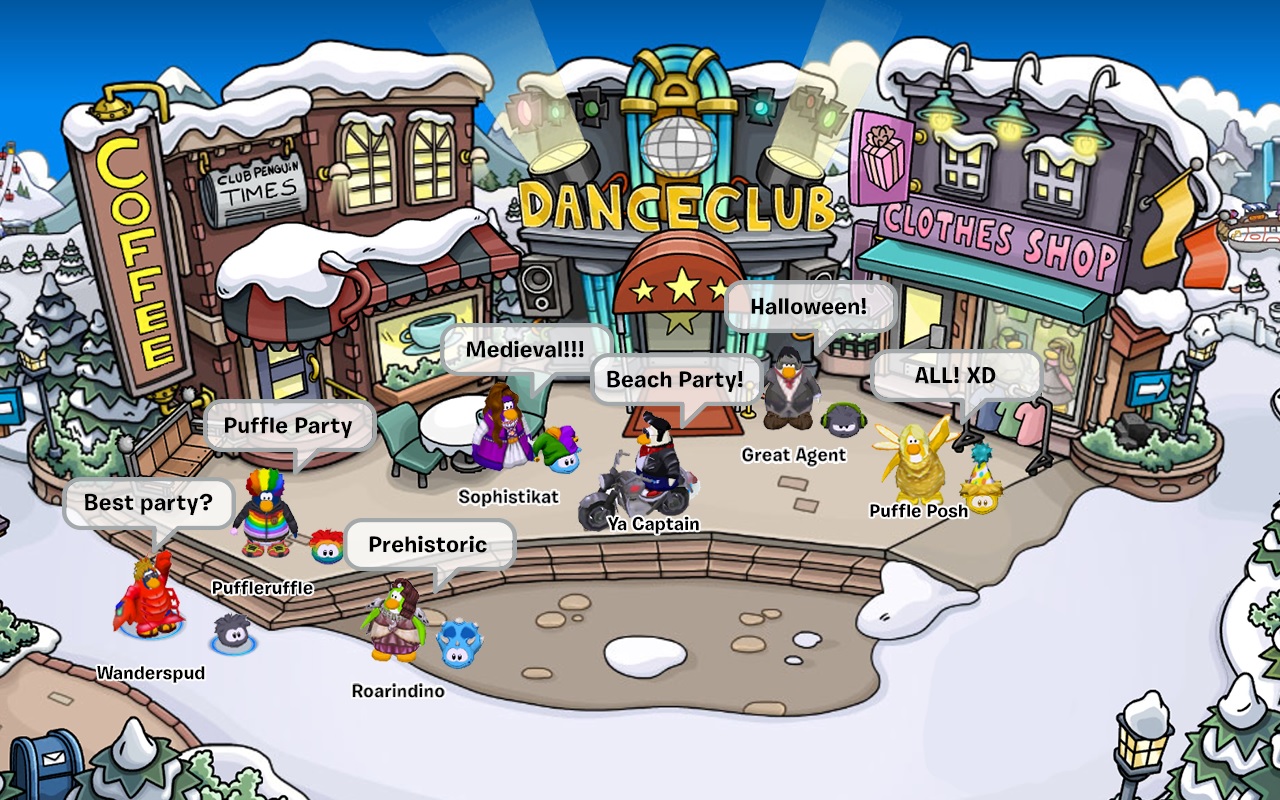 COFFEE
CLUB PENGUIN
TIMES
DANCECLUB
CLOTHES SHOP
Halloween!
Medieval!!!
Beach Party!
ALL! XD
Puffle Party
Great Agent
Sophistikat
Puffle Posh
Best party?
Ya Captain
Prehistoric
Puffleruffle
Wanderspud
Roarindino